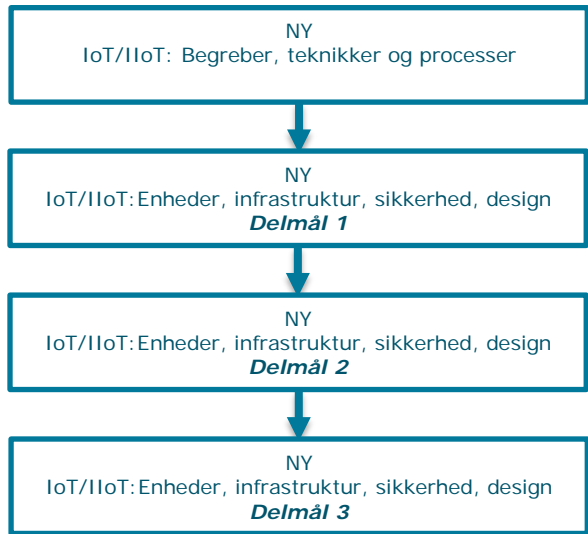 NY
IoT/IIoT: Begreber, teknikker og processer
NY
IoT/IIoT:Enheder, infrastruktur, sikkerhed, design
Delmål 1
NY
IoT/IIoT:Enheder, infrastruktur, sikkerhed, design
Delmål 2
NY
IoT/IIoT:Enheder, infrastruktur, sikkerhed, design
Delmål 3